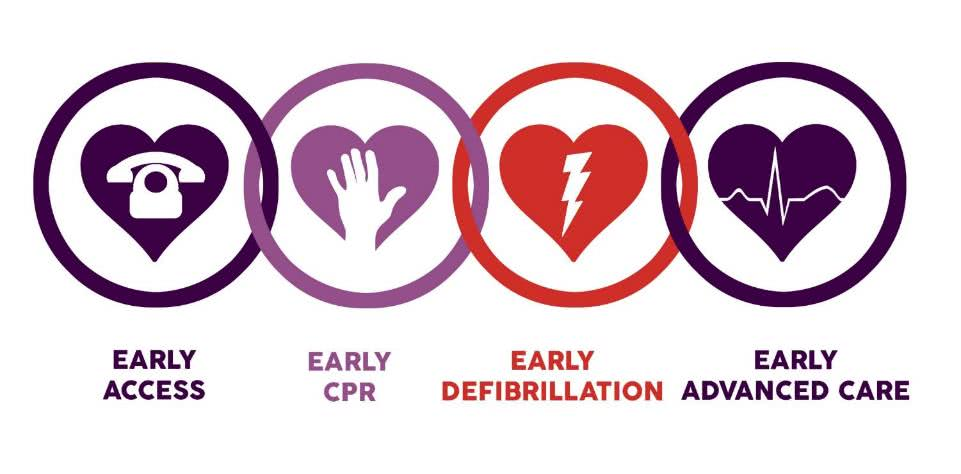 EARLY
ACCESS
EARLY
CPR
EARLY
DEFIBRILLATION
EARLY
ADVANCED CARE